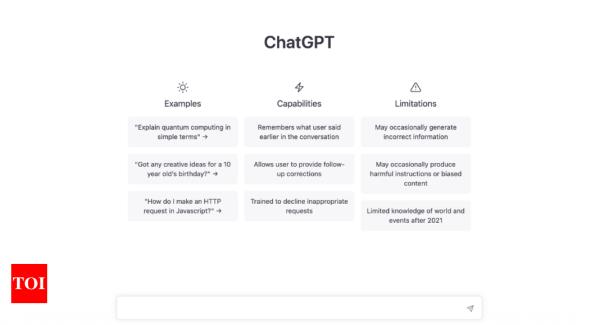 ChatGPT
Examples
Capabilities
Limitations
"Explain quantum computing in
simple terms" →
Remembers what user said
earlier in the conversation
May occasionally generate
incorrect information
"Got any creative ideas for a 10
year old's birthday?" →
Allows user to provide follow-
up corrections
May occasionally produce
harmful instructions or biased
content
"How do I make an HTTP
request in Javascript?" →
Trained to decline inappropriate
requests
Limited knowledge of world and
events after 2021
TOI